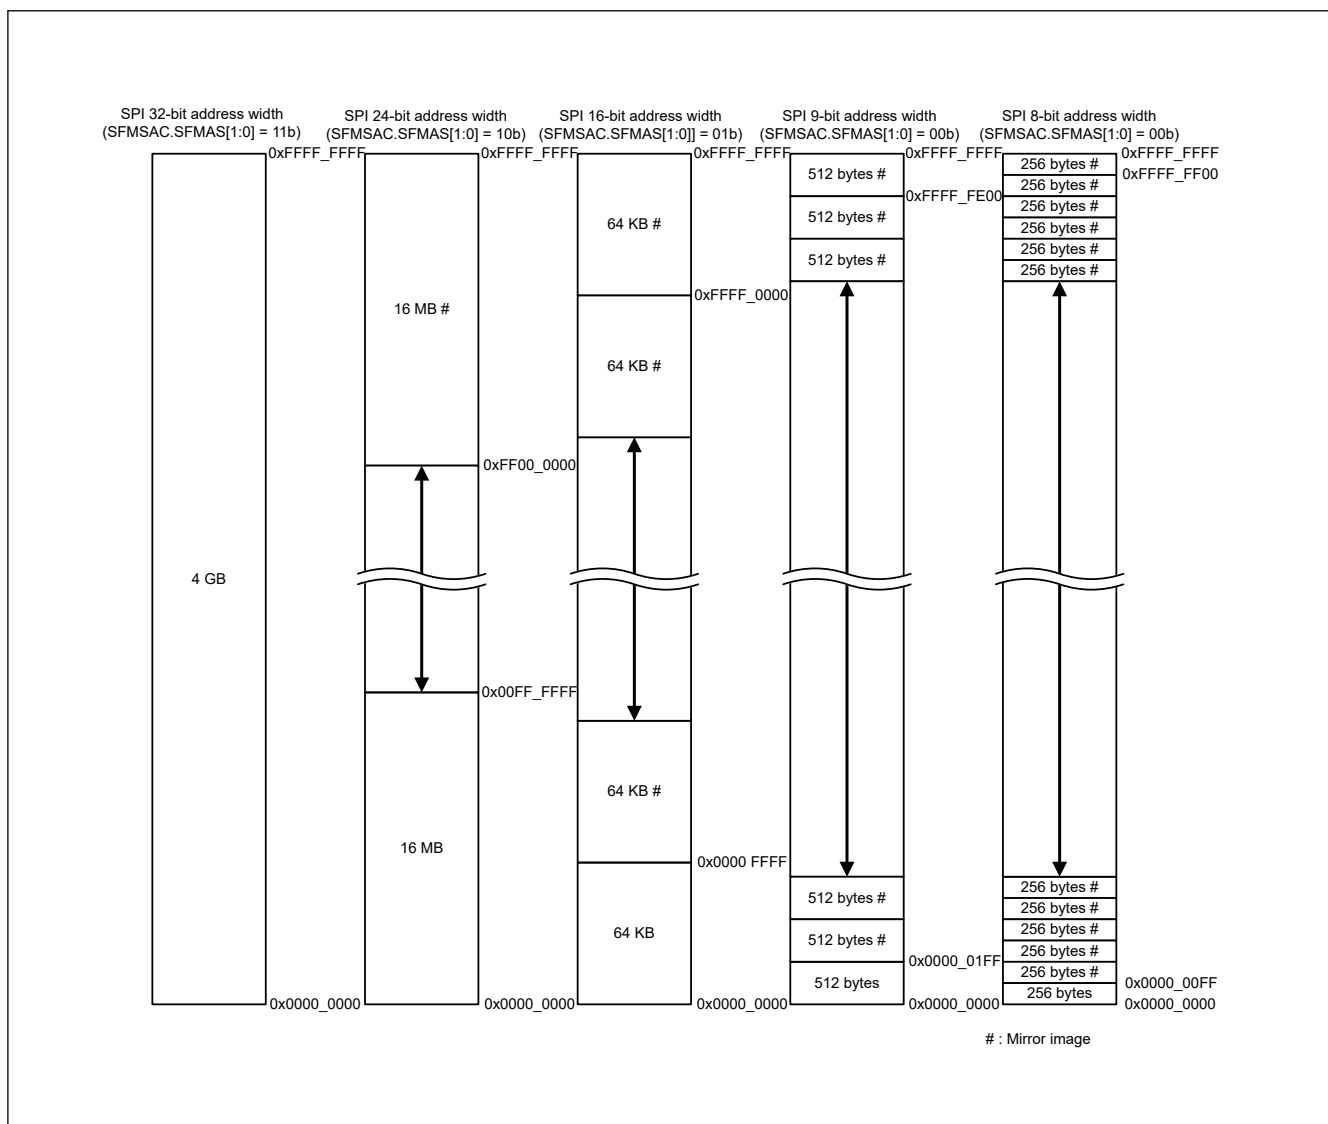 SPI 32-bit address width
(SFMSAC.SFMAS[1:0] = 11b)
0xFFFF_FFFF
4 GB
0x0000_0000
SPI 24-bit address width
(SFMSAC.SFMAS[1:0] = 10b)
0xFFFF_FFFF
16 MB #
0xFF00_0000
0x00FF_FFFF
16 MB
0x0000_0000
SPI 16-bit address width
(SFMSAC.SFMAS[1:0]] = 01b)
0xFFFF_FFFF
64 KB #
0xFFFF_0000
64 KB #
64 KB #
0x0000 FFFF
64 KB
0x0000_0000
SPI 9-bit address width
(SFMSAC.SFMAS[1:0] = 00b)
0xFFFF_FFFF
512 bytes #
0xFFFF_FE00
512 bytes #
512 bytes #
512 bytes #
512 bytes #
0x0000_01FF
512 bytes
0x0000_0000
SPI 8-bit address width
(SFMSAC.SFMAS[1:0] = 00b)
0xFFFF_FFFF
256 bytes #
0xFFFF_FF00
256 bytes #
256 bytes #
256 bytes #
256 bytes #
256 bytes #
256 bytes #
256 bytes #
256 bytes #
256 bytes #
256 bytes #
0x0000_00FF
256 bytes
0x0000_0000
# : Mirror image